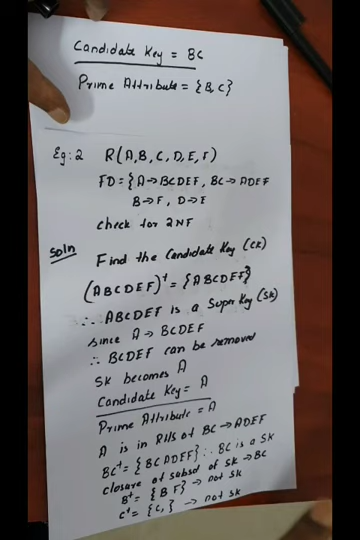 Candidate Key = BC
Prime Attribute = {B, C}
Eg:2 R(A,B,C,D,E,F)
FD = {A→BCDEF, BC→ADEF
B→F, D→E
check for 2NF
Soln Find the Candidate Key (CK)
(ABCDEF)⁺ = {ABCDEF}
∴ ABCDEF is a Super Key (SK)
since A→BCDEF
∴ BCDEF can be removed
SK becomes A
Candidate Key = A
Prime Attribute = A
A is in RHS of BC→ADEF
BC⁺ = {BCADEF} ∴ BC is a SK
closure of subset of SK → BC
B⁺ = {BF} → not SK
C⁺ = {C,} → not SK